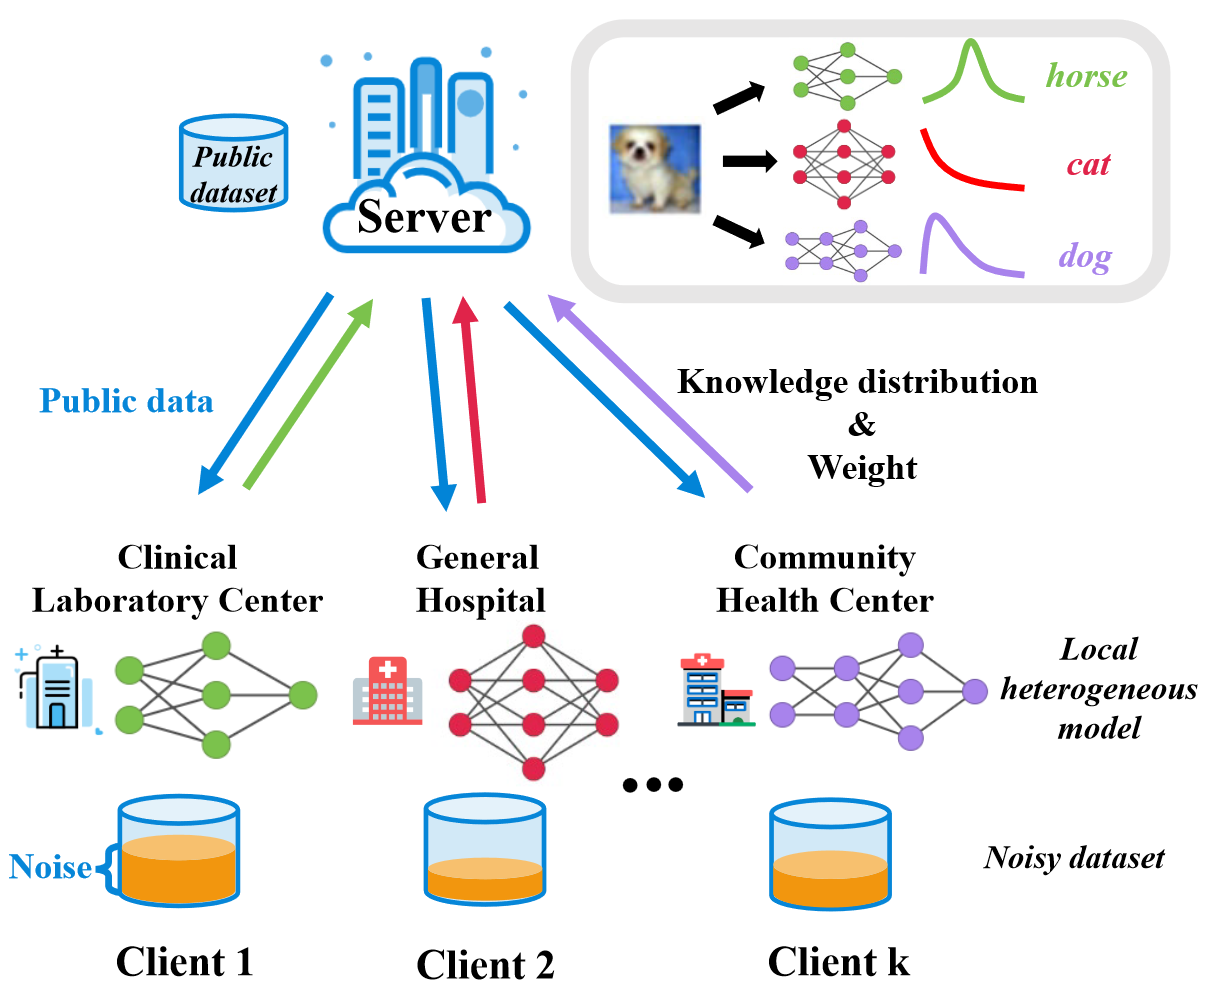 Public
dataset
Server
horse
cat
dog
Public data
Knowledge distribution
&
Weight
Clinical
Laboratory Center
General
Hospital
Community
Health Center
Local
heterogeneous
model
Noise
Noisy dataset
Client 1
Client 2
Client k